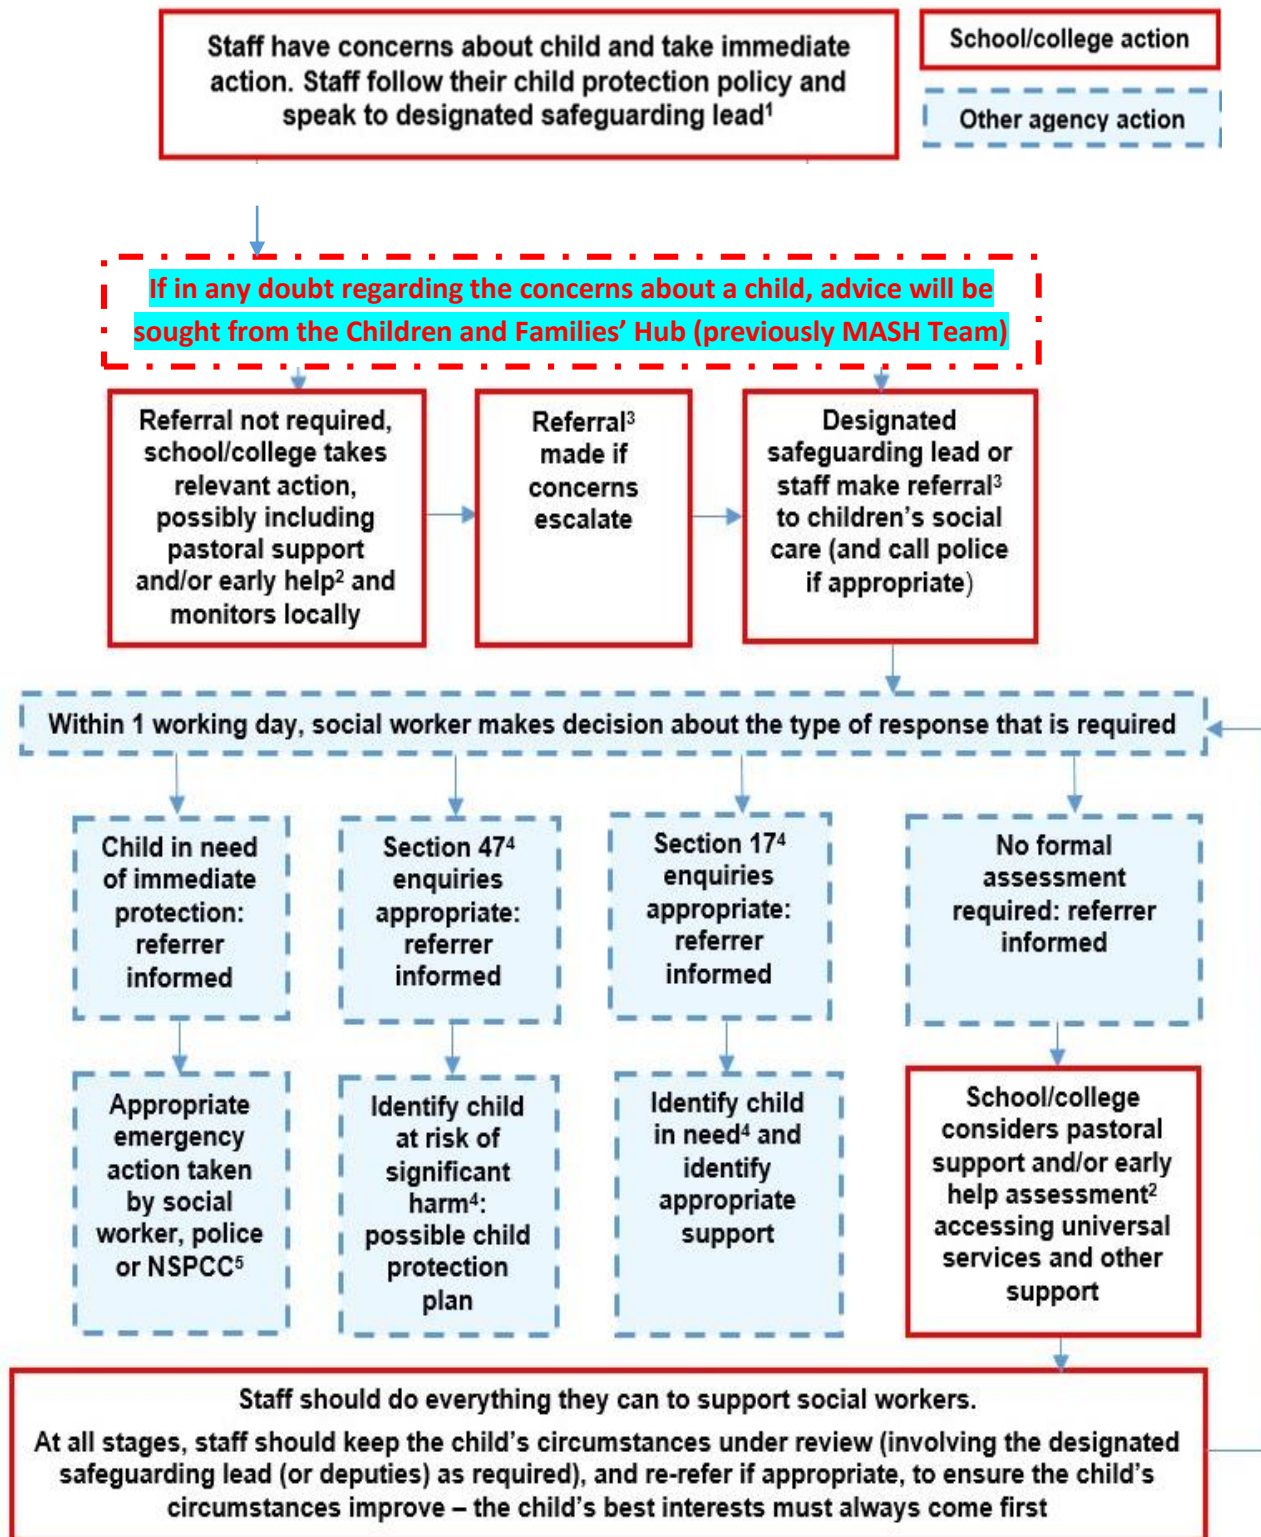 Staff have concerns about child and take immediate
action. Staff follow their child protection policy and
speak to designated safeguarding lead¹
School/college action
Other agency action
If in any doubt regarding the concerns about a child, advice will be
sought from the Children and Families’ Hub (previously MASH Team)
Referral not required,
school/college takes
relevant action,
possibly including
pastoral support
and/or early help² and
monitors locally
Referral³
made if
concerns
escalate
Designated
safeguarding lead or
staff make referral³
to children’s social
care (and call police
if appropriate)
Within 1 working day, social worker makes decision about the type of response that is required
Child in need
of immediate
protection:
referrer
informed
Section 47⁴
enquiries
appropriate:
referrer
informed
Section 17⁴
enquiries
appropriate:
referrer
informed
No formal
assessment
required: referrer
informed
Appropriate
emergency
action taken
by social
worker, police
or NSPCC⁵
Identify child
at risk of
significant
harm⁴:
possible child
protection
plan
Identify child
in need⁴ and
identify
appropriate
support
School/college
considers pastoral
support and/or early
help assessment²
accessing universal
services and other
support
Staff should do everything they can to support social workers.
At all stages, staff should keep the child’s circumstances under review (involving the designated
safeguarding lead (or deputies) as required), and re-refer if appropriate, to ensure the child’s
circumstances improve – the child’s best interests must always come first